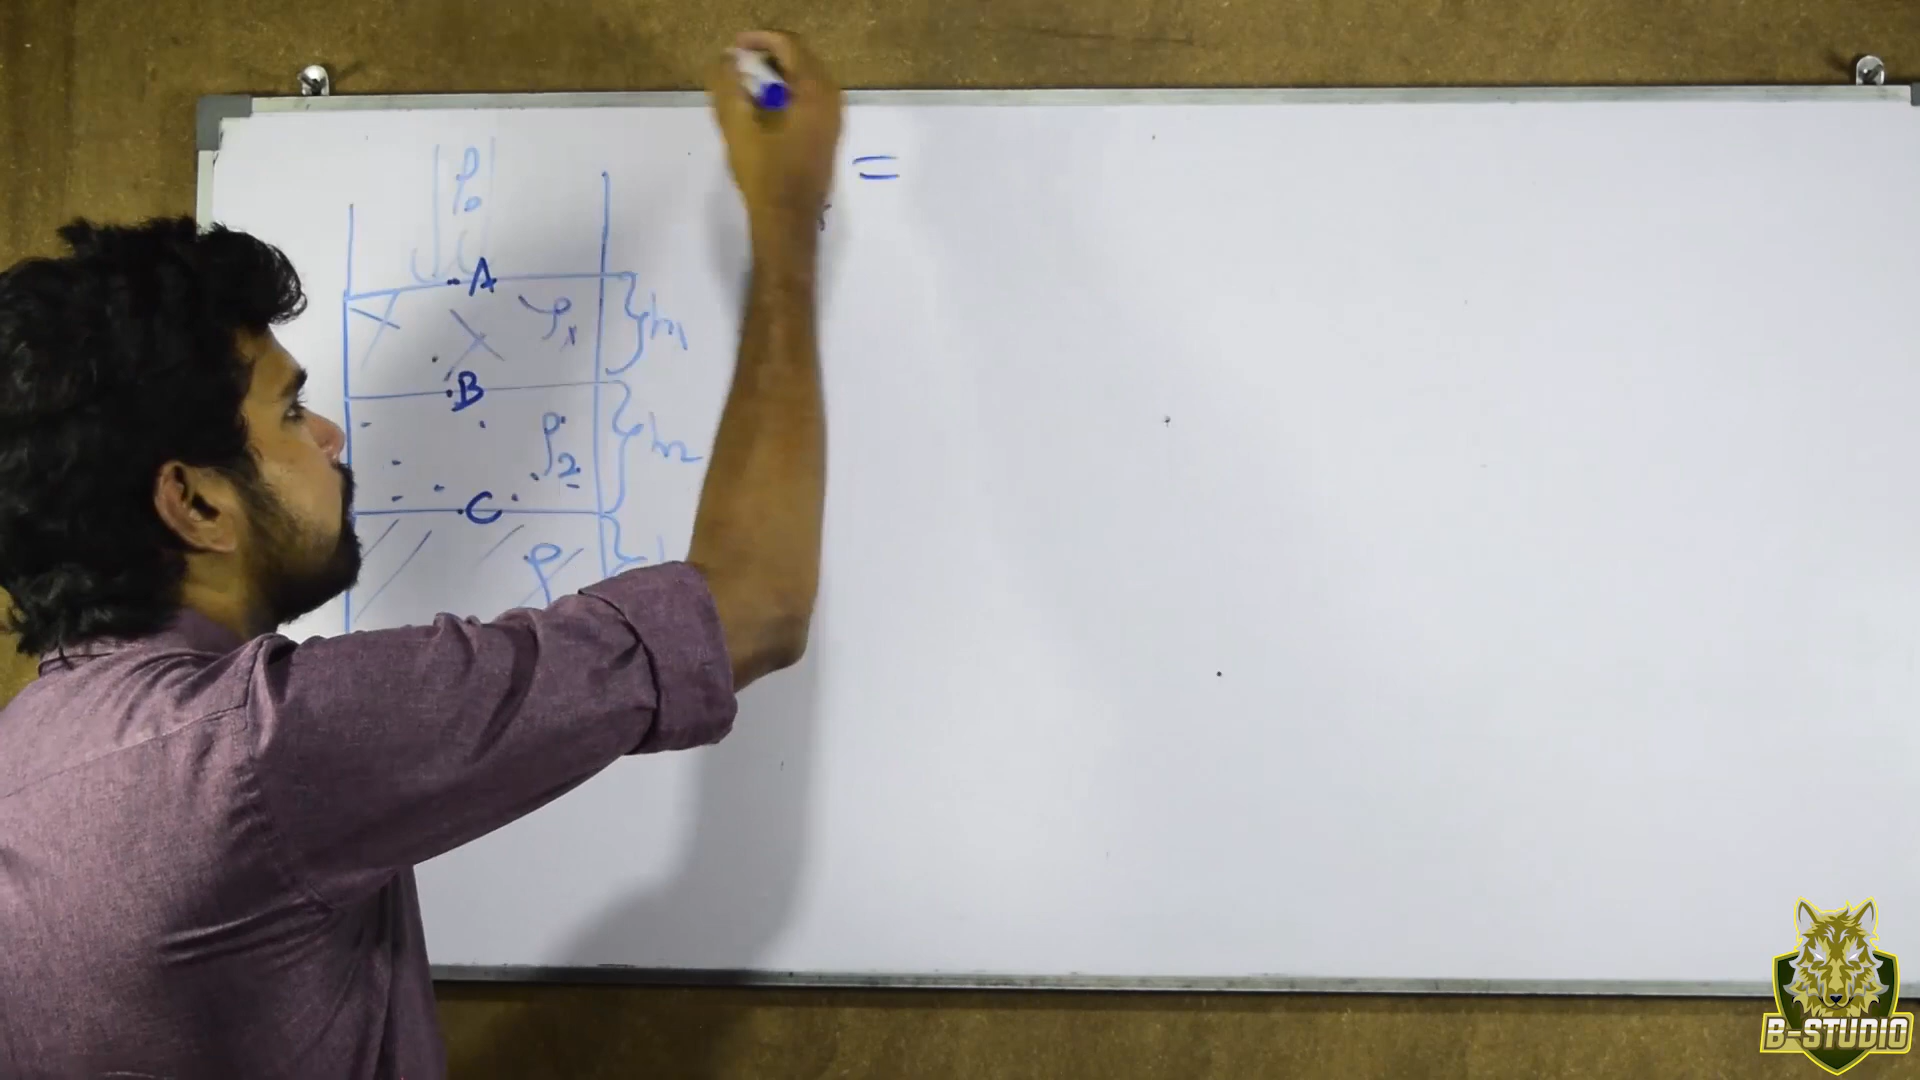 P₀
=
A
ρ₁
h₁
B
ρ₂
h₂
C
ρ
B-STUDIO